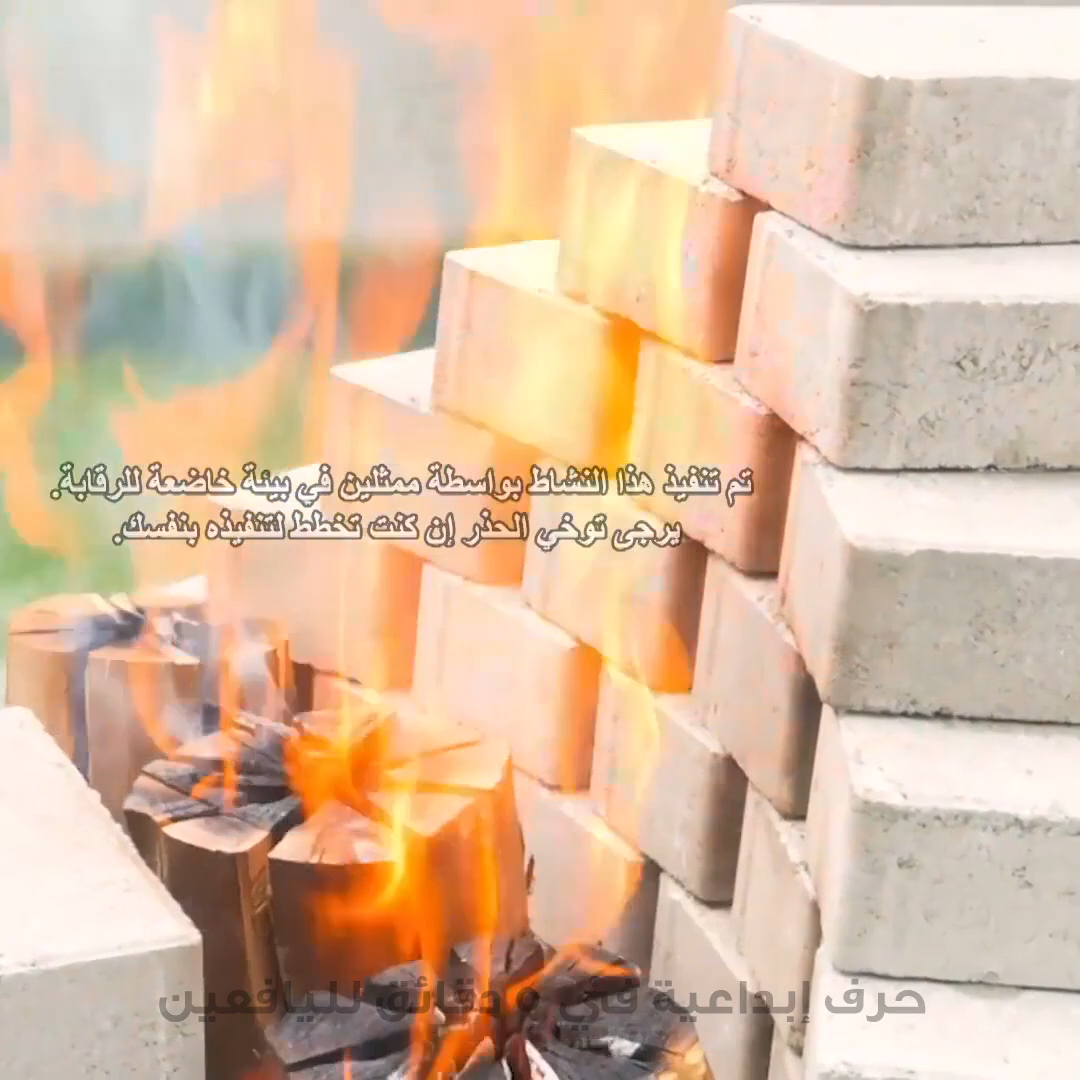 تم تنفيذ هذا النشاط بواسطة ممثلين في بيئة خاضعة للرقابة.
يرجى توخي الحذر إن كنت تخطط لتنفيذه بنفسك.
حرف إبداعية في ٥ دقائق لليافعين